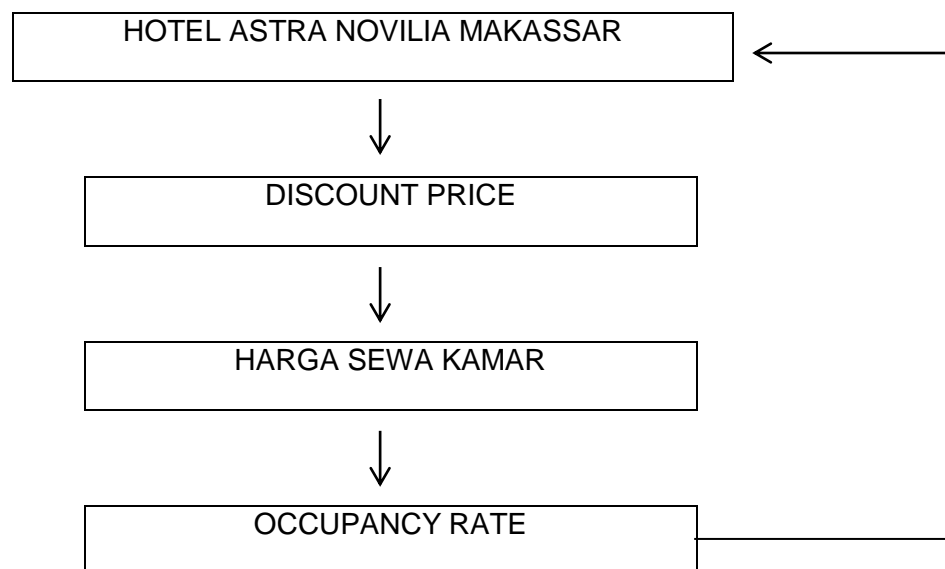 HOTEL ASTRA NOVILIA MAKASSAR
DISCOUNT PRICE
HARGA SEWA KAMAR
OCCUPANCY RATE